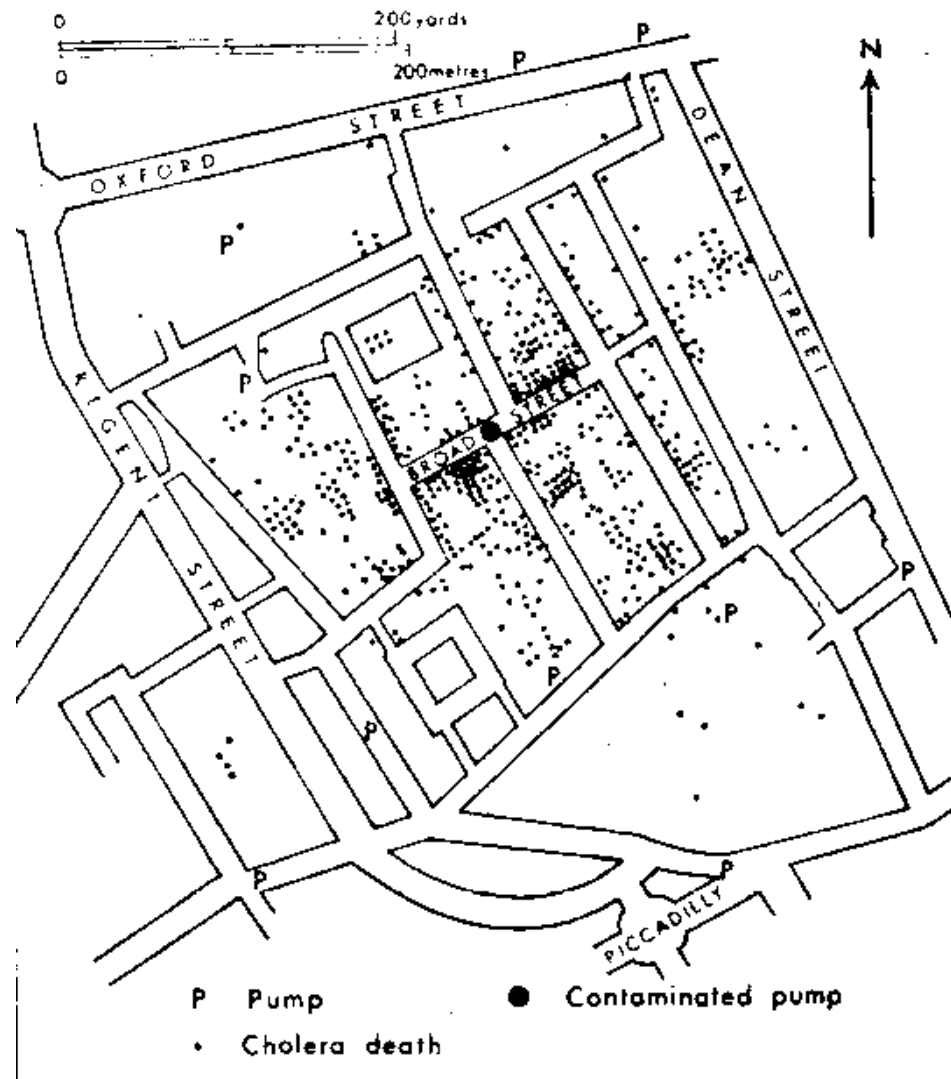 0 200 yards
0 200 metres
N
P P
OXFORD STREET
DEAN STREET
P
P
REGENT STREET
BROAD STREET
P
P
P
P
P
P
PICCADILLY
P Pump
Contaminated pump
Cholera death